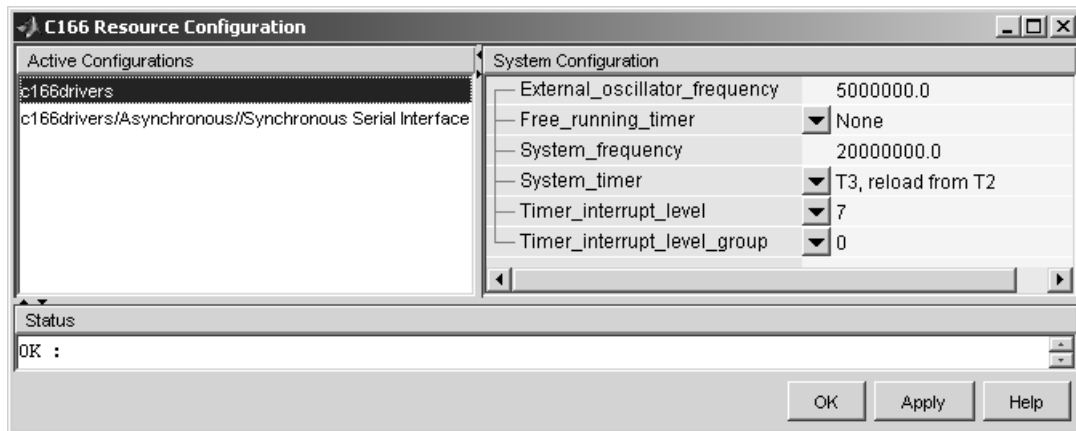 C166 Resource Configuration
Active Configurations
c166drivers
c166drivers/Asynchronous//Synchronous Serial Interface
System Configuration
External_oscillator_frequency 5000000.0
Free_running_timer None
System_frequency 20000000.0
System_timer T3, reload from T2
Timer_interrupt_level 7
Timer_interrupt_level_group 0
Status
OK :
OK Apply Help